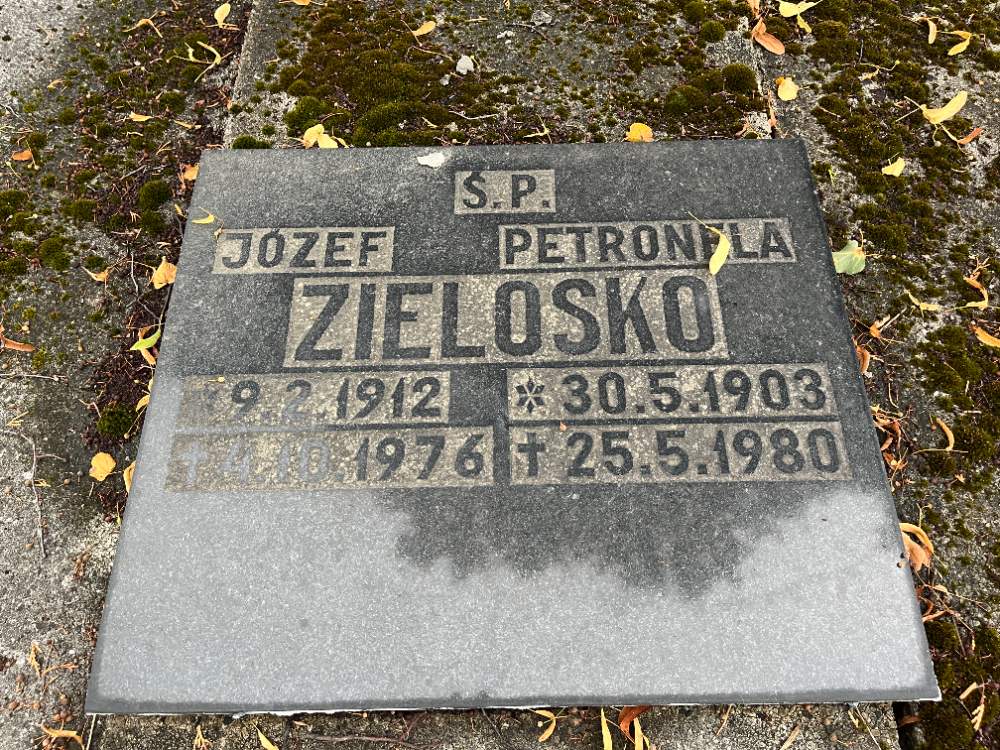 Ś.P.
JÓZEF PETRONELA
ZIELOSKO
* 9.2.1912 * 30.5.1903
† 4.10.1976 † 25.5.1980